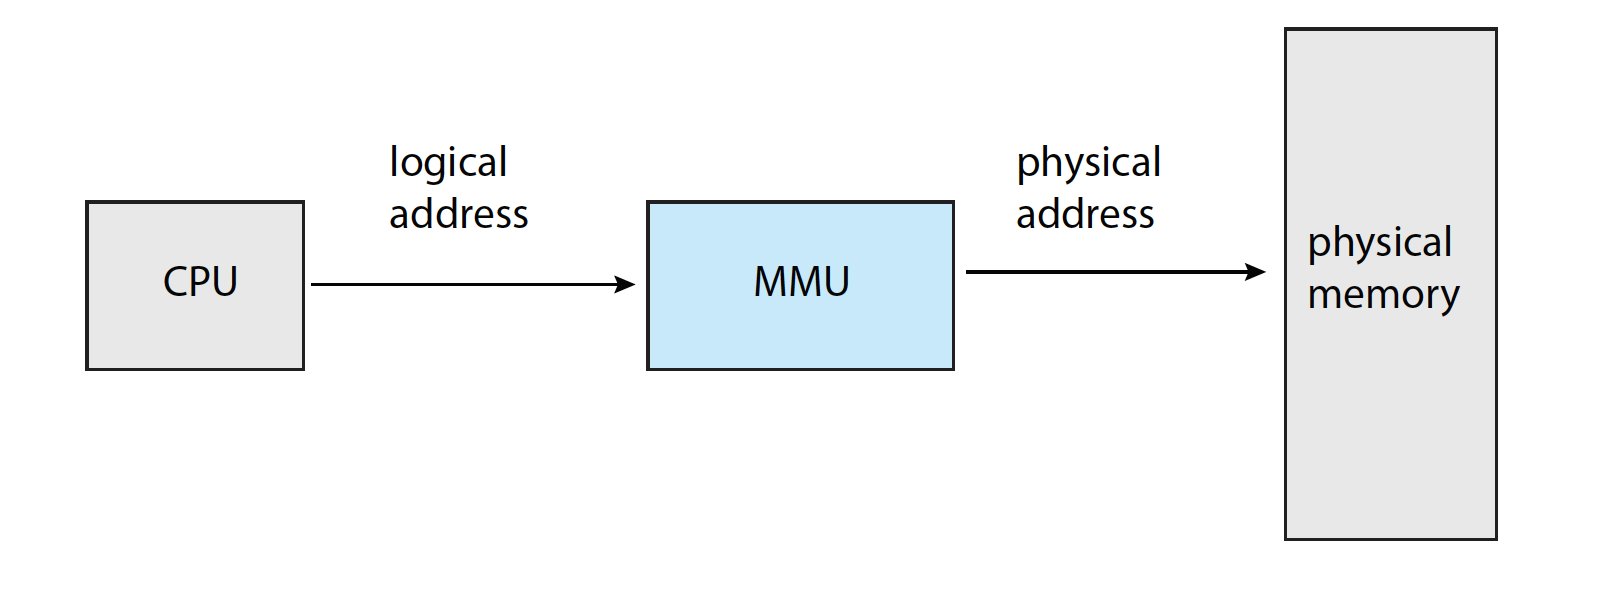 CPU
logical
address
MMU
physical
address
physical
memory